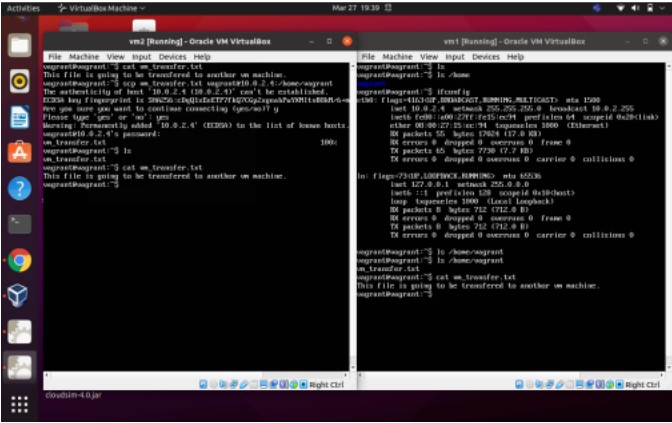 Activities VirtualBox Machine Mar 27 19:39
vm2 [Running] - Oracle VM VirtualBox
File Machine View Input Devices Help
vagrant@vagrant:~$ cat vm_transfer.txt
This file is going to be transfered to another vm machine.
vagrant@vagrant:~$ scp vm_transfer.txt vagrant@10.0.2.4:/home/vagrant
The authenticity of host '10.0.2.4 (10.0.2.4)' can't be established.
ECDSA key fingerprint is
Are you sure you want to continue connecting (yes/no)? y
Please type 'yes' or 'no': yes
Warning: Permanently added '10.0.2.4' (ECDSA) to the list of known hosts.
vagrant@10.0.2.4's password:
vm_transfer.txt 100%
vagrant@vagrant:~$ ls
vm_transfer.txt
vagrant@vagrant:~$ cat vm_transfer.txt
This file is going to be transfered to another vm machine.
vagrant@vagrant:~$
Right Ctrl
vm1 [Running] - Oracle VM VirtualBox
File Machine View Input Devices Help
vagrant@vagrant:~$ ls
vagrant@vagrant:~$ ls /home
vagrant@vagrant:~$ ifconfig
eth0: flags=4163<UP,BROADCAST,RUNNING,MULTICAST> mtu 1500
inet 10.0.2.4 netmask 255.255.255.0 broadcast 10.0.2.255
inet6 fe80::a00:27ff:fe15:ec94 prefixlen 64 scopeid 0x20<link>
ether 08:00:27:15:ec:94 txqueuelen 1000 (Ethernet)
RX packets 55 bytes 17024 (17.0 KB)
RX errors 0 dropped 0 overruns 0 frame 0
TX packets 65 bytes 7730 (7.7 KB)
TX errors 0 dropped 0 overruns 0 carrier 0 collisions 0
lo: flags=73<UP,LOOPBACK,RUNNING> mtu 65536
inet 127.0.0.1 netmask 255.0.0.0
inet6 ::1 prefixlen 128 scopeid 0x10<host>
loop txqueuelen 1000 (Local Loopback)
RX packets 8 bytes 712 (712.0 B)
RX errors 0 dropped 0 overruns 0 frame 0
TX packets 8 bytes 712 (712.0 B)
TX errors 0 dropped 0 overruns 0 carrier 0 collisions 0
vagrant@vagrant:~$ ls /home/vagrant
vagrant@vagrant:~$ ls /home/vagrant
vm_transfer.txt
vagrant@vagrant:~$ cat vm_transfer.txt
This file is going to be transfered to another vm machine.
vagrant@vagrant:~$
Right Ctrl
cloudsim-4.0.jar